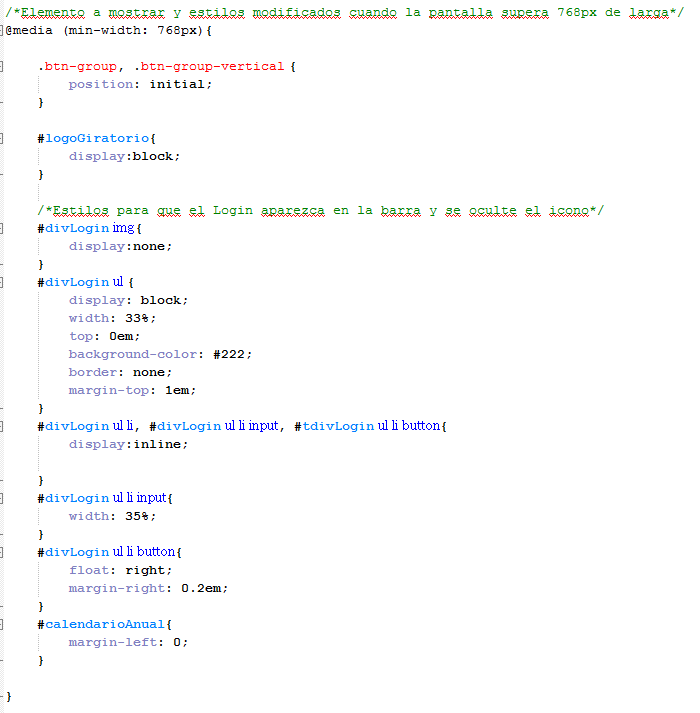 /*Elemento a mostrar y estilos modificados cuando la pantalla supera 768px de larga*/
@media (min-width: 768px){
.btn-group, .btn-group-vertical {
position: initial;
}
#logoGiratorio{
display:block;
}
/*Estilos para que el Login aparezca en la barra y se oculte el icono*/
#divLogin img{
display:none;
}
#divLogin ul {
display: block;
width: 33%;
top: 0em;
background-color: #222;
border: none;
margin-top: 1em;
}
#divLogin ul li, #divLogin ul li input, #tdivLogin ul li button{
display:inline;
}
#divLogin ul li input{
width: 35%;
}
#divLogin ul li button{
float: right;
margin-right: 0.2em;
}
#calendarioAnual{
margin-left: 0;
}
}